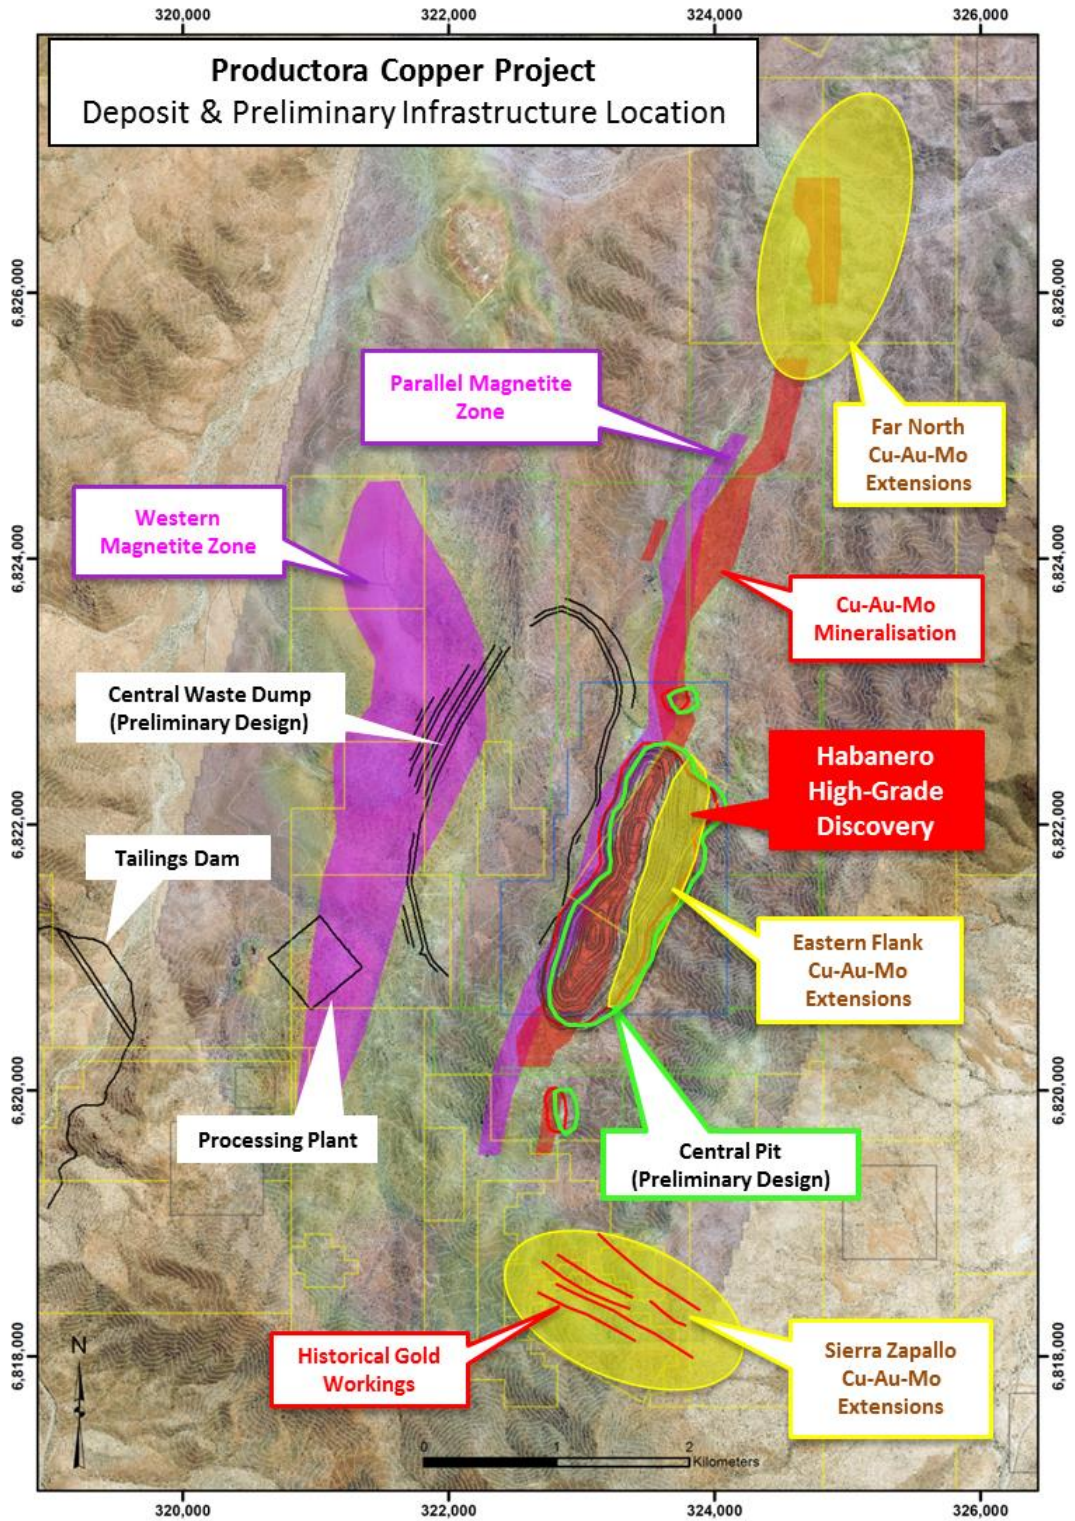 320,000
322,000
324,000
326,000
Productora Copper Project
Deposit & Preliminary Infrastructure Location
6,826,000
6,826,000
Parallel Magnetite
Zone
Far North
Cu-Au-Mo
Extensions
Western
Magnetite Zone
6,824,000
6,824,000
Cu-Au-Mo
Mineralisation
Central Waste Dump
(Preliminary Design)
Habanero
High-Grade
Discovery
6,822,000
6,822,000
Tailings Dam
Eastern Flank
Cu-Au-Mo
Extensions
6,820,000
6,820,000
Processing Plant
Central Pit
(Preliminary Design)
Historical Gold
Workings
Sierra Zapallo
Cu-Au-Mo
Extensions
6,818,000
6,818,000
N
0
1
2
Kilometers
320,000
322,000
324,000
326,000